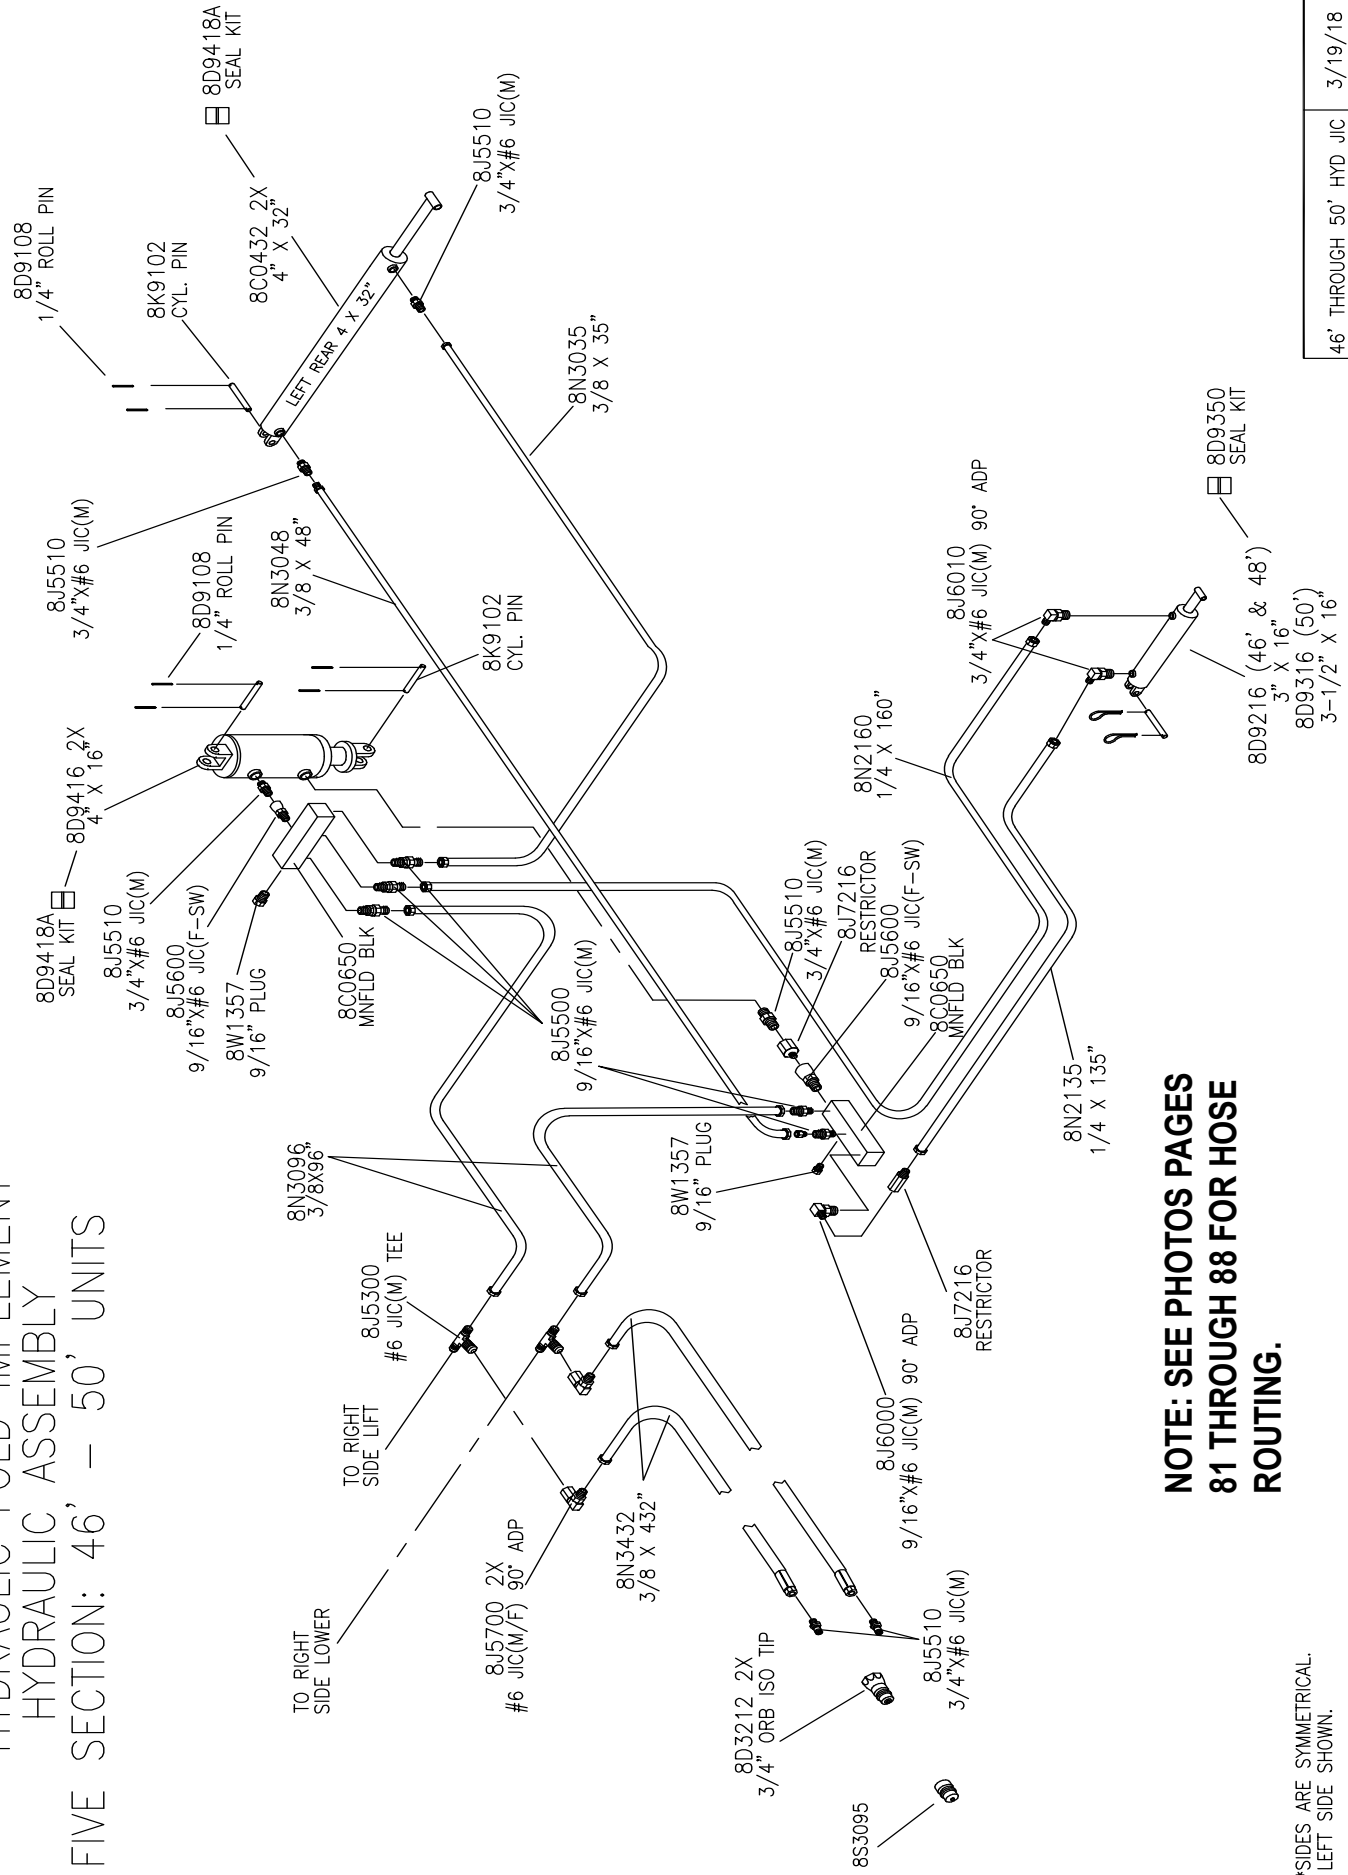 HYDRAULIC FOLD IMPLEMENT
HYDRAULIC ASSEMBLY
FIVE SECTION: 46' - 50' UNITS
8D9418A
SEAL KIT
8D9416 2X
4" X 16"
8J5510
3/4"X#6 JIC(M)
8J5600
9/16"X#6 JIC(F-SW)
8W1357
9/16" PLUG
8C0650
MNFLD BLK
8J5500
9/16"X#6 JIC(M)
8D9108
1/4" ROLL PIN
8K9102
CYL. PIN
8J5510
3/4"X#6 JIC(M)
8D9108
1/4" ROLL PIN
8N3048
3/8 X 48"
8K9102
CYL. PIN
8C0432 2X
4" X 32"
8D9418A
SEAL KIT
LEFT REAR 4 X 32"
8J5510
3/4"X#6 JIC(M)
8N3035
3/8 X 35"
8N3096
3/8X96"
8J5300
#6 JIC(M) TEE
TO RIGHT
SIDE LIFT
TO RIGHT
SIDE LOWER
8J5700 2X
#6 JIC(M/F) 90° ADP
8N3432
3/8 X 432"
8D3212 2X
3/4" ORB ISO TIP
8S3095
8J5510
3/4"X#6 JIC(M)
8W1357
9/16" PLUG
8J6000
9/16"X#6 JIC(M) 90° ADP
8J7216
RESTRICTOR
8J5510
3/4"X#6 JIC(M)
8J7216
RESTRICTOR
8J5600
9/16"X#6 JIC(F-SW)
8C0650
MNFLD BLK
8N2160
1/4 X 160"
8N2135
1/4 X 135"
8J6010
3/4"X#6 JIC(M) 90° ADP
8D9350
SEAL KIT
8D9216 (46' & 48')
3" X 16"
8D9316 (50')
3-1/2" X 16"
NOTE: SEE PHOTOS PAGES
81 THROUGH 88 FOR HOSE
ROUTING.
*SIDES ARE SYMMETRICAL.
LEFT SIDE SHOWN.
46' THROUGH 50' HYD JIC
3/19/18